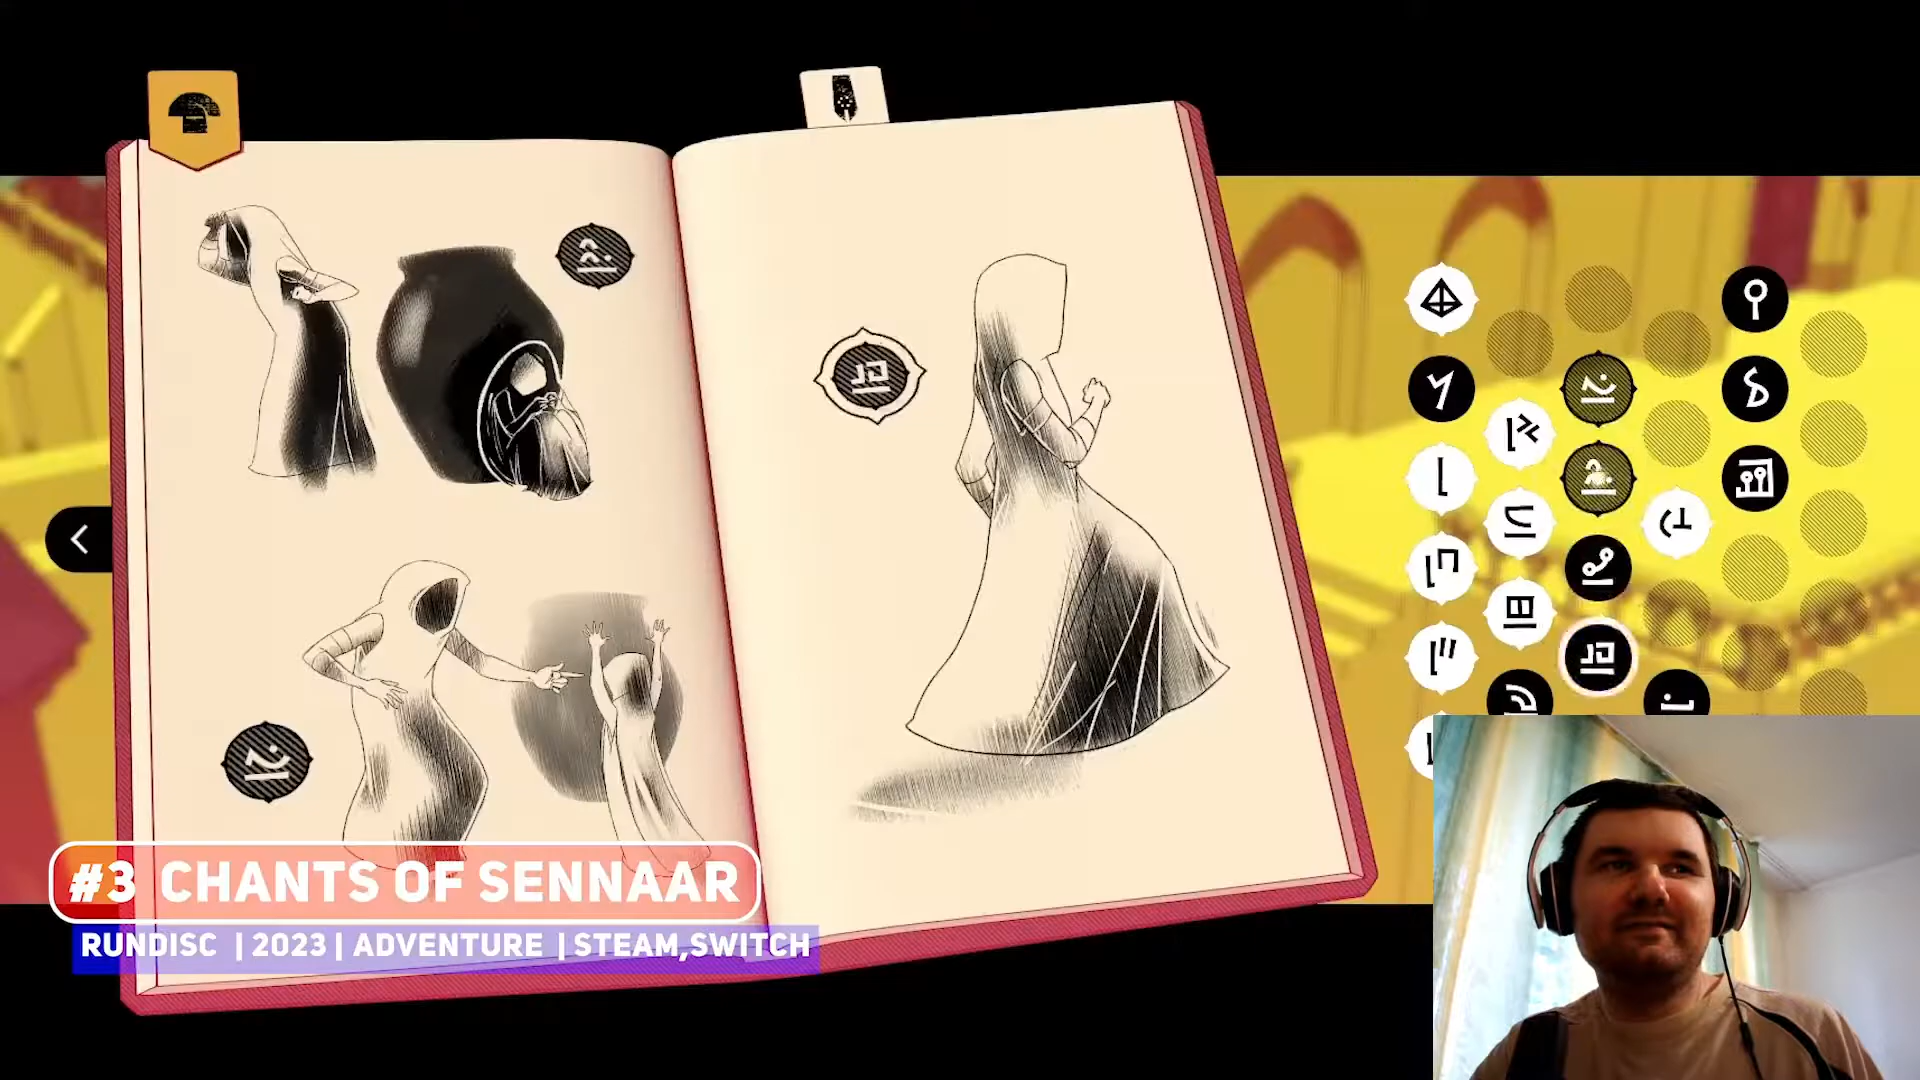 #3 CHANTS OF SENNAAR
RUNDISC | 2023 | ADVENTURE | STEAM,SWITCH